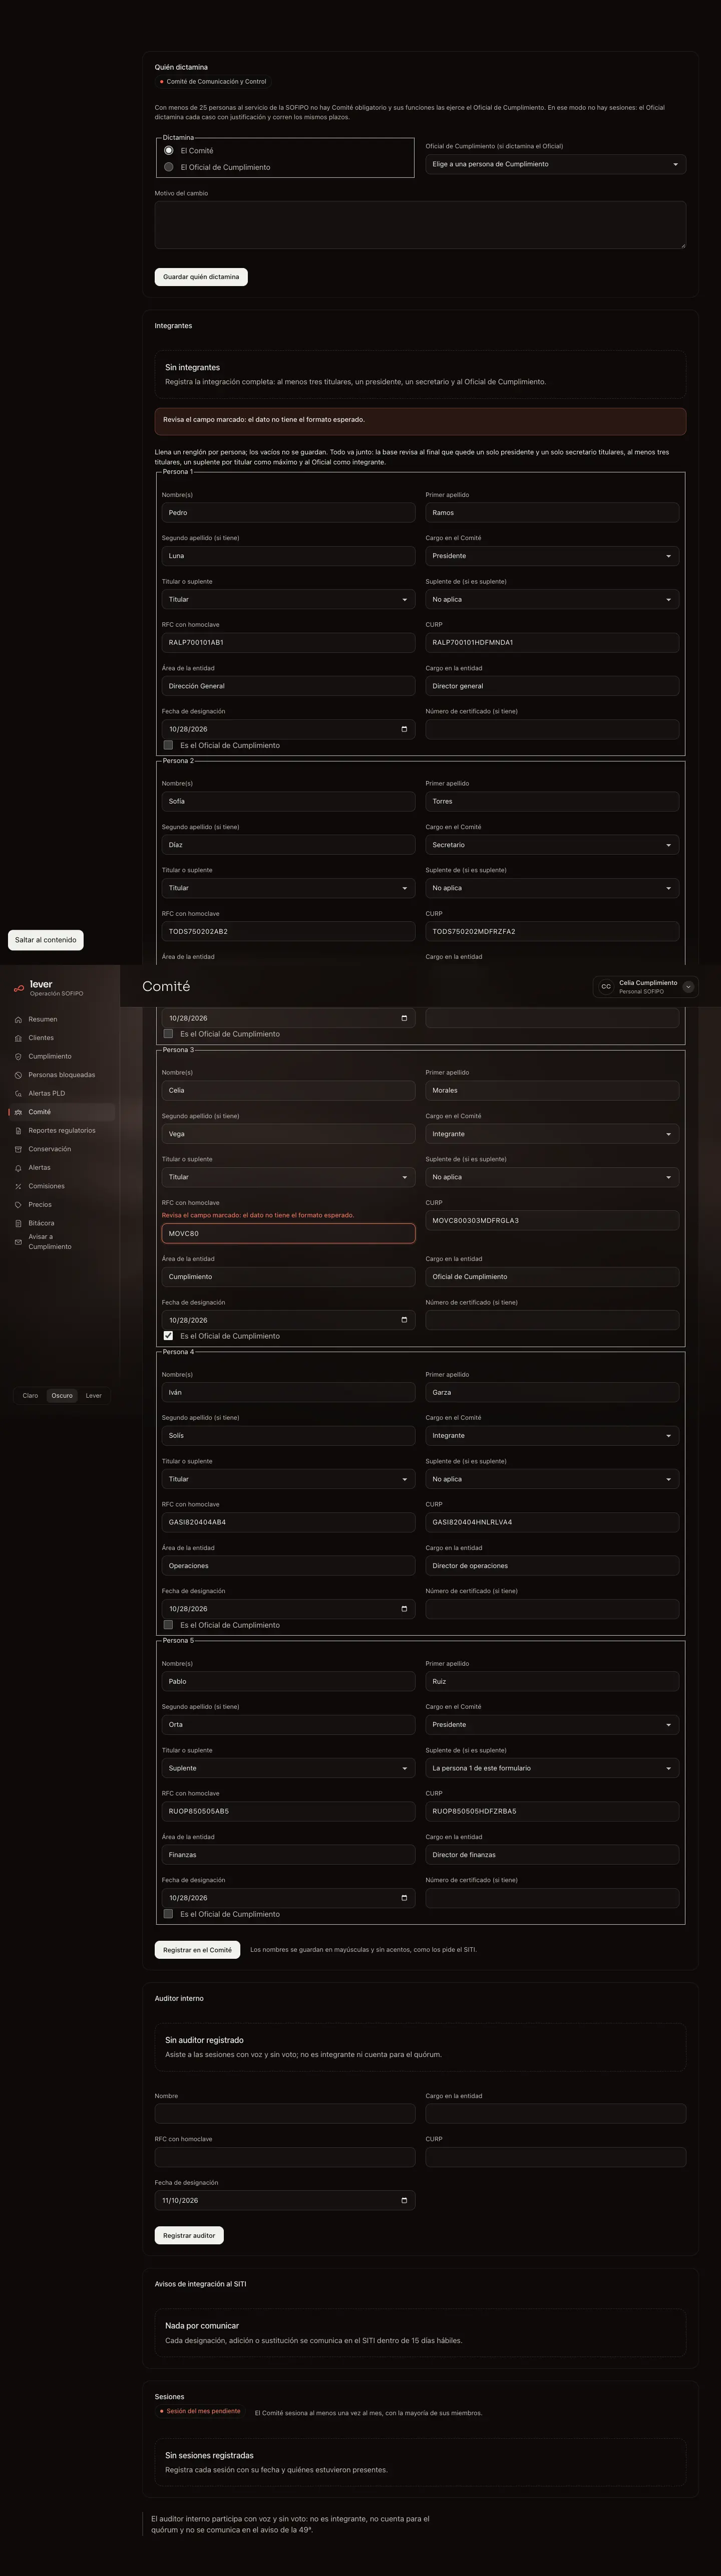 Quién dictamina
Comité de Comunicación y Control
Con menos de 25 personas al servicio de la SOFIPO no hay Comité obligatorio y sus funciones las ejerce el Oficial de Cumplimiento. En ese modo no hay sesiones: el Oficial
dictamina cada caso con justificación y corren los mismos plazos.
Dictamina
El Comité
El Oficial de Cumplimiento
Oficial de Cumplimiento (si dictamina el Oficial)
Elige a una persona de Cumplimiento
Motivo del cambio
Guardar quién dictamina
Integrantes
Sin integrantes
Registra la integración completa: al menos tres titulares, un presidente, un secretario y al Oficial de Cumplimiento.
Revisa el campo marcado: el dato no tiene el formato esperado.
Llena un renglón por persona; los vacíos no se guardan. Todo va junto: la base revisa al final que quede un solo presidente y un solo secretario titulares, al menos tres
titulares, un suplente por titular como máximo y al Oficial como integrante.
Persona 1
Nombre(s)
Primer apellido
Pedro
Ramos
Segundo apellido (si tiene)
Cargo en el Comité
Luna
Presidente
Titular o suplente
Suplente de (si es suplente)
Titular
No aplica
RFC con homoclave
CURP
RALP700101AB1
RALP700101HDFMNDA1
Área de la entidad
Cargo en la entidad
Dirección General
Director general
Fecha de designación
Número de certificado (si tiene)
10/28/2026
Es el Oficial de Cumplimiento
Persona 2
Nombre(s)
Primer apellido
Sofía
Torres
Segundo apellido (si tiene)
Cargo en el Comité
Díaz
Secretario
Titular o suplente
Suplente de (si es suplente)
Titular
No aplica
RFC con homoclave
CURP
TODS750202AB2
TODS750202MDFRZFA2
Saltar al contenido
Área de la entidad
Cargo en la entidad
lever
Operación SOFIPO
Comité
CC
Celia Cumplimiento
Personal SOFIPO
Resumen
Clientes
Cumplimiento
Personas bloqueadas
Alertas PLD
Comité
Reportes regulatorios
Conservación
Alertas
Comisiones
Precios
Bitácora
Avisar a
Cumplimiento
Claro
Oscuro
Lever
10/28/2026
Es el Oficial de Cumplimiento
Persona 3
Nombre(s)
Primer apellido
Celia
Morales
Segundo apellido (si tiene)
Cargo en el Comité
Vega
Integrante
Titular o suplente
Suplente de (si es suplente)
Titular
No aplica
RFC con homoclave
CURP
Revisa el campo marcado: el dato no tiene el formato esperado.
MOVC80
MOVC800303MDFRGLA3
Área de la entidad
Cargo en la entidad
Cumplimiento
Oficial de Cumplimiento
Fecha de designación
Número de certificado (si tiene)
10/28/2026
Es el Oficial de Cumplimiento
Persona 4
Nombre(s)
Primer apellido
Iván
Garza
Segundo apellido (si tiene)
Cargo en el Comité
Solís
Integrante
Titular o suplente
Suplente de (si es suplente)
Titular
No aplica
RFC con homoclave
CURP
GASI820404AB4
GASI820404HNLRLVA4
Área de la entidad
Cargo en la entidad
Operaciones
Director de operaciones
Fecha de designación
Número de certificado (si tiene)
10/28/2026
Es el Oficial de Cumplimiento
Persona 5
Nombre(s)
Primer apellido
Pablo
Ruiz
Segundo apellido (si tiene)
Cargo en el Comité
Orta
Presidente
Titular o suplente
Suplente de (si es suplente)
Suplente
La persona 1 de este formulario
RFC con homoclave
CURP
RUOP850505AB5
RUOP850505HDFZRBA5
Área de la entidad
Cargo en la entidad
Finanzas
Director de finanzas
Fecha de designación
Número de certificado (si tiene)
10/28/2026
Es el Oficial de Cumplimiento
Registrar en el Comité
Los nombres se guardan en mayúsculas y sin acentos, como los pide el SITI.
Auditor interno
Sin auditor registrado
Asiste a las sesiones con voz y sin voto; no es integrante ni cuenta para el quórum.
Nombre
Cargo en la entidad
RFC con homoclave
CURP
Fecha de designación
11/10/2026
Registrar auditor
Avisos de integración al SITI
Nada por comunicar
Cada designación, adición o sustitución se comunica en el SITI dentro de 15 días hábiles.
Sesiones
Sesión del mes pendiente
El Comité sesiona al menos una vez al mes, con la mayoría de sus miembros.
Sin sesiones registradas
Registra cada sesión con su fecha y quiénes estuvieron presentes.
El auditor interno participa con voz y sin voto: no es integrante, no cuenta para el
quórum y no se comunica en el aviso de la 49ª.